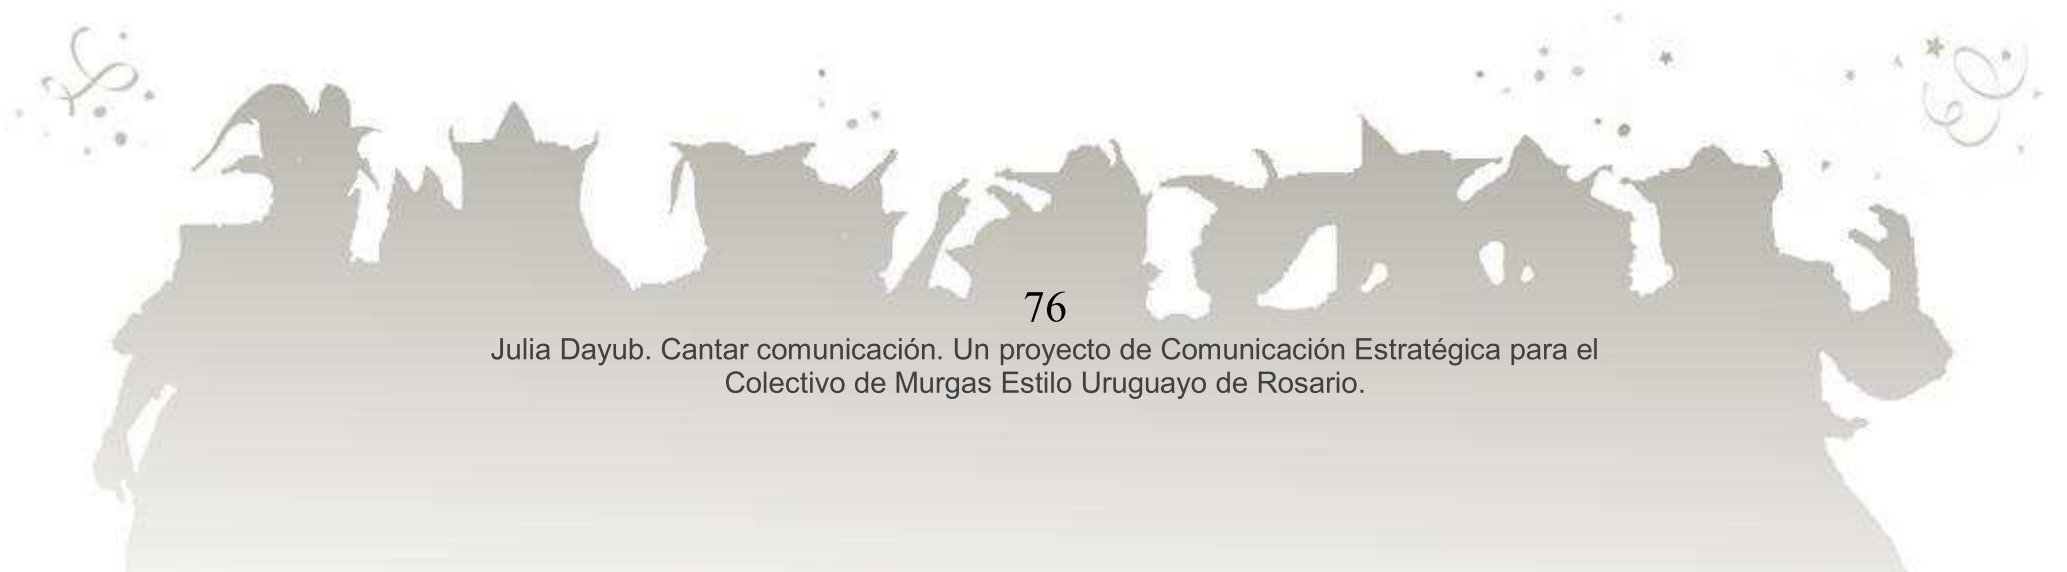 76
Julia Dayub. Cantar comunicación. Un proyecto de Comunicación Estratégica para el
Colectivo de Murgas Estilo Uruguayo de Rosario.